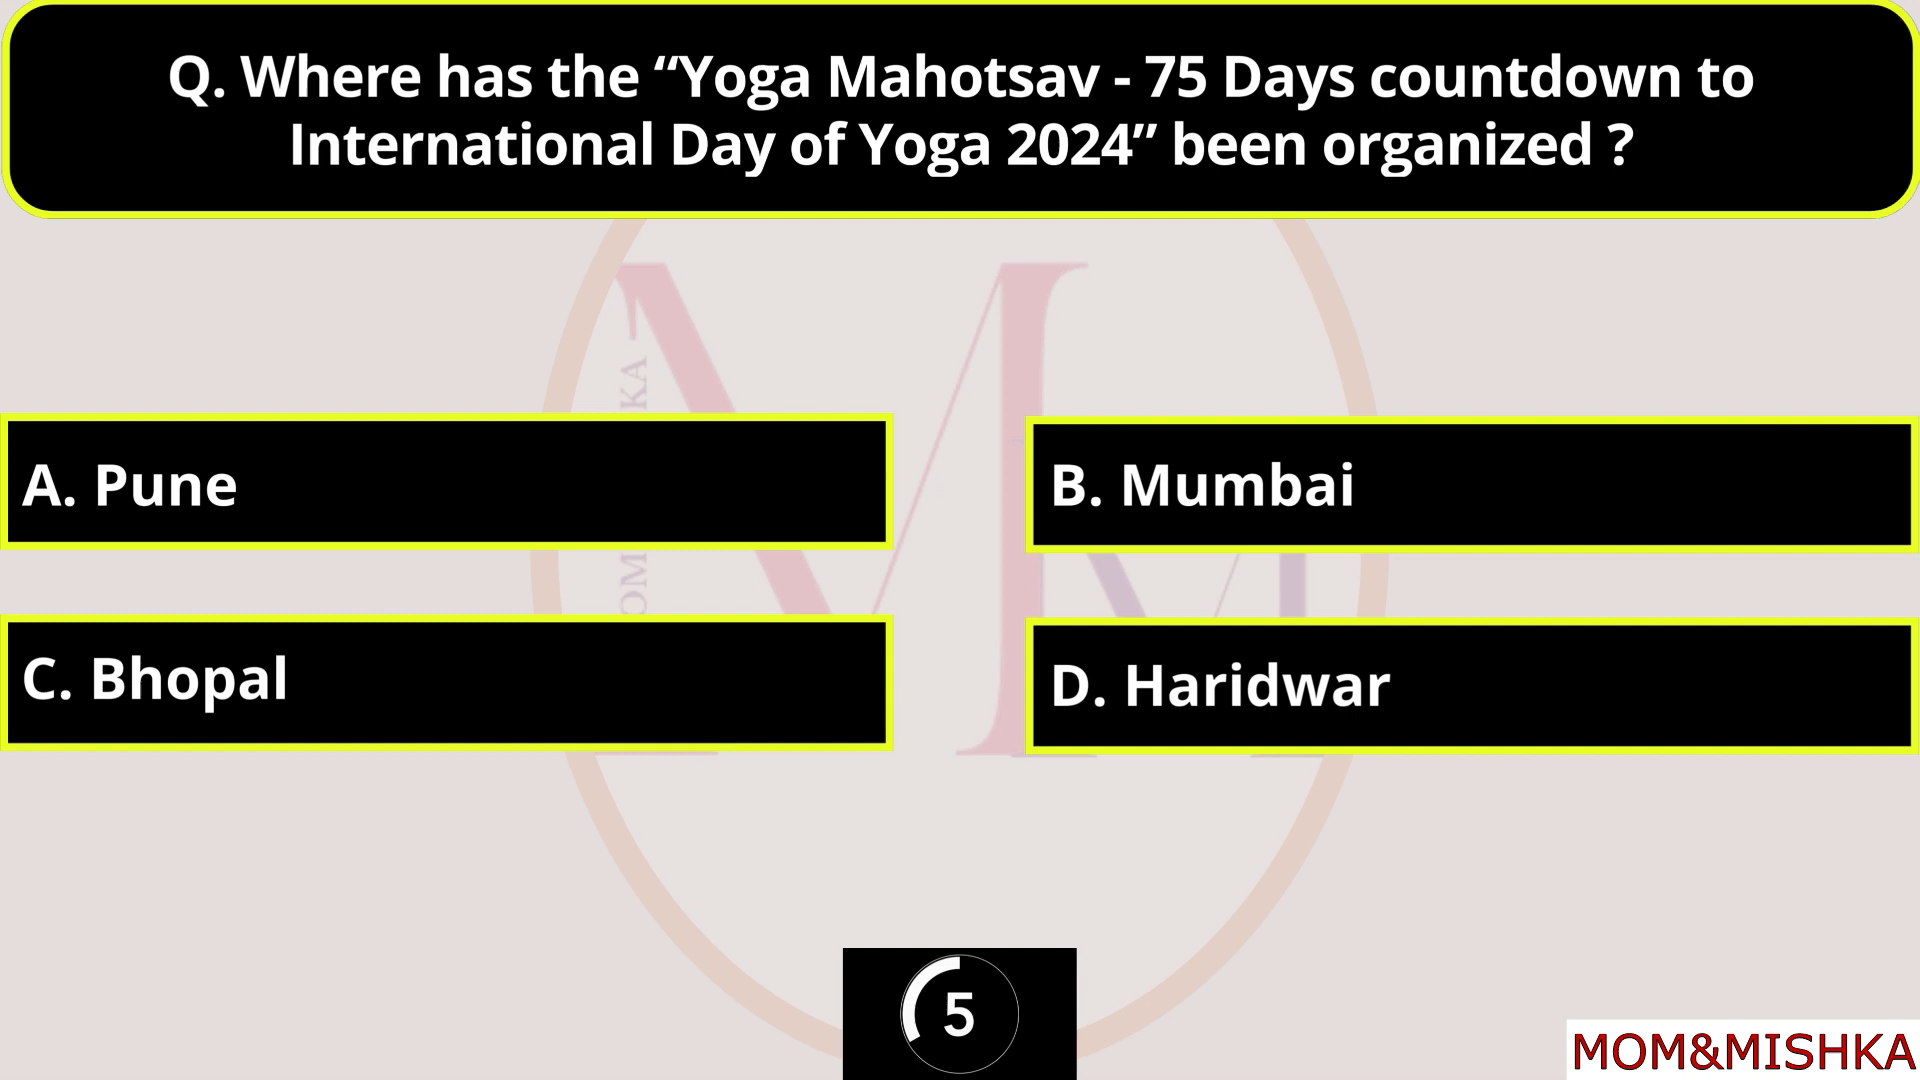 Q. Where has the “Yoga Mahotsav - 75 Days countdown to
International Day of Yoga 2024” been organized ?
A. Pune
B. Mumbai
C. Bhopal
D. Haridwar
5
MOM&MISHKA